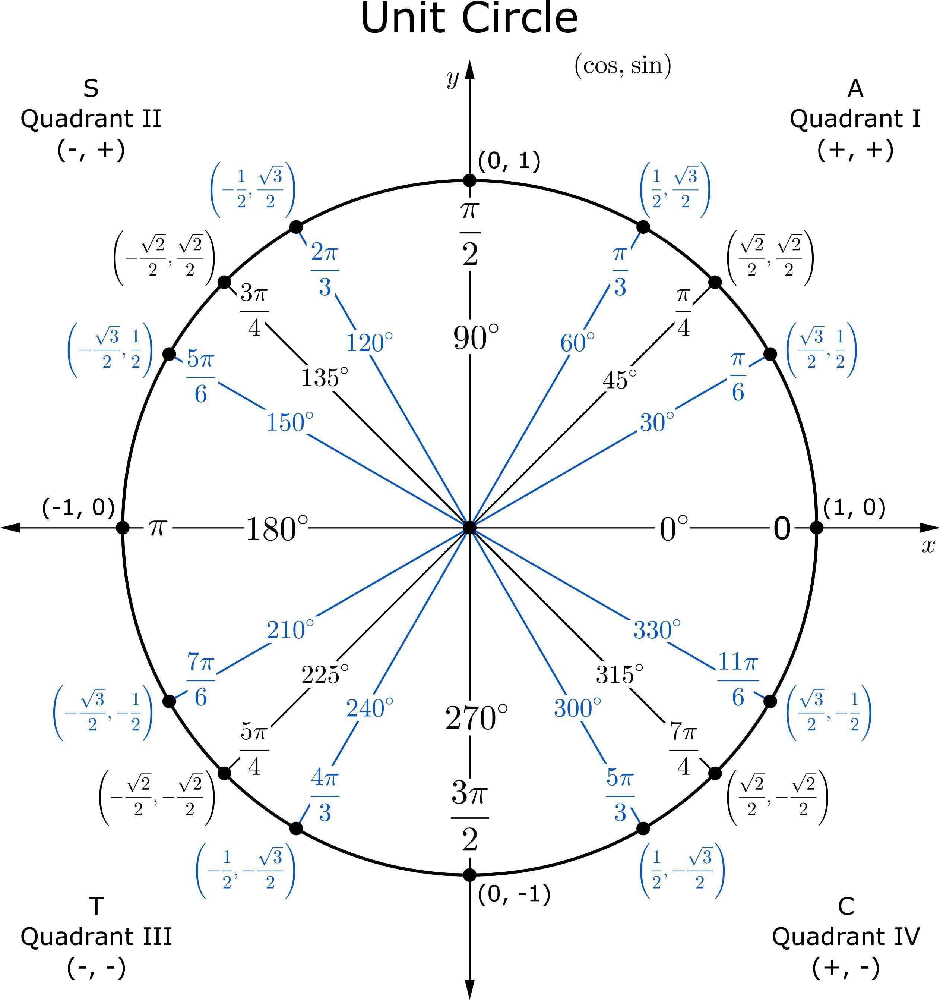 Unit Circle
(cos, sin)
y
S
Quadrant II
(-, +)
A
Quadrant I
(+, +)
(0, 1)
(-1/2, √3/2)
(1/2, √3/2)
π/2
(-√2/2, √2/2)
2π/3
π/3
(√2/2, √2/2)
3π/4
π/4
(-√3/2, 1/2)
120°
90°
60°
(√3/2, 1/2)
5π/6
135°
45°
π/6
150°
30°
(-1, 0)
(1, 0)
π
180°
0°
0
x
210°
330°
7π/6
225°
315°
11π/6
(-√3/2, -1/2)
240°
270°
300°
(√3/2, -1/2)
5π/4
7π/4
4π/3
3π/2
5π/3
(-√2/2, -√2/2)
(√2/2, -√2/2)
(-1/2, -√3/2)
(1/2, -√3/2)
(0, -1)
T
Quadrant III
(-, -)
C
Quadrant IV
(+, -)